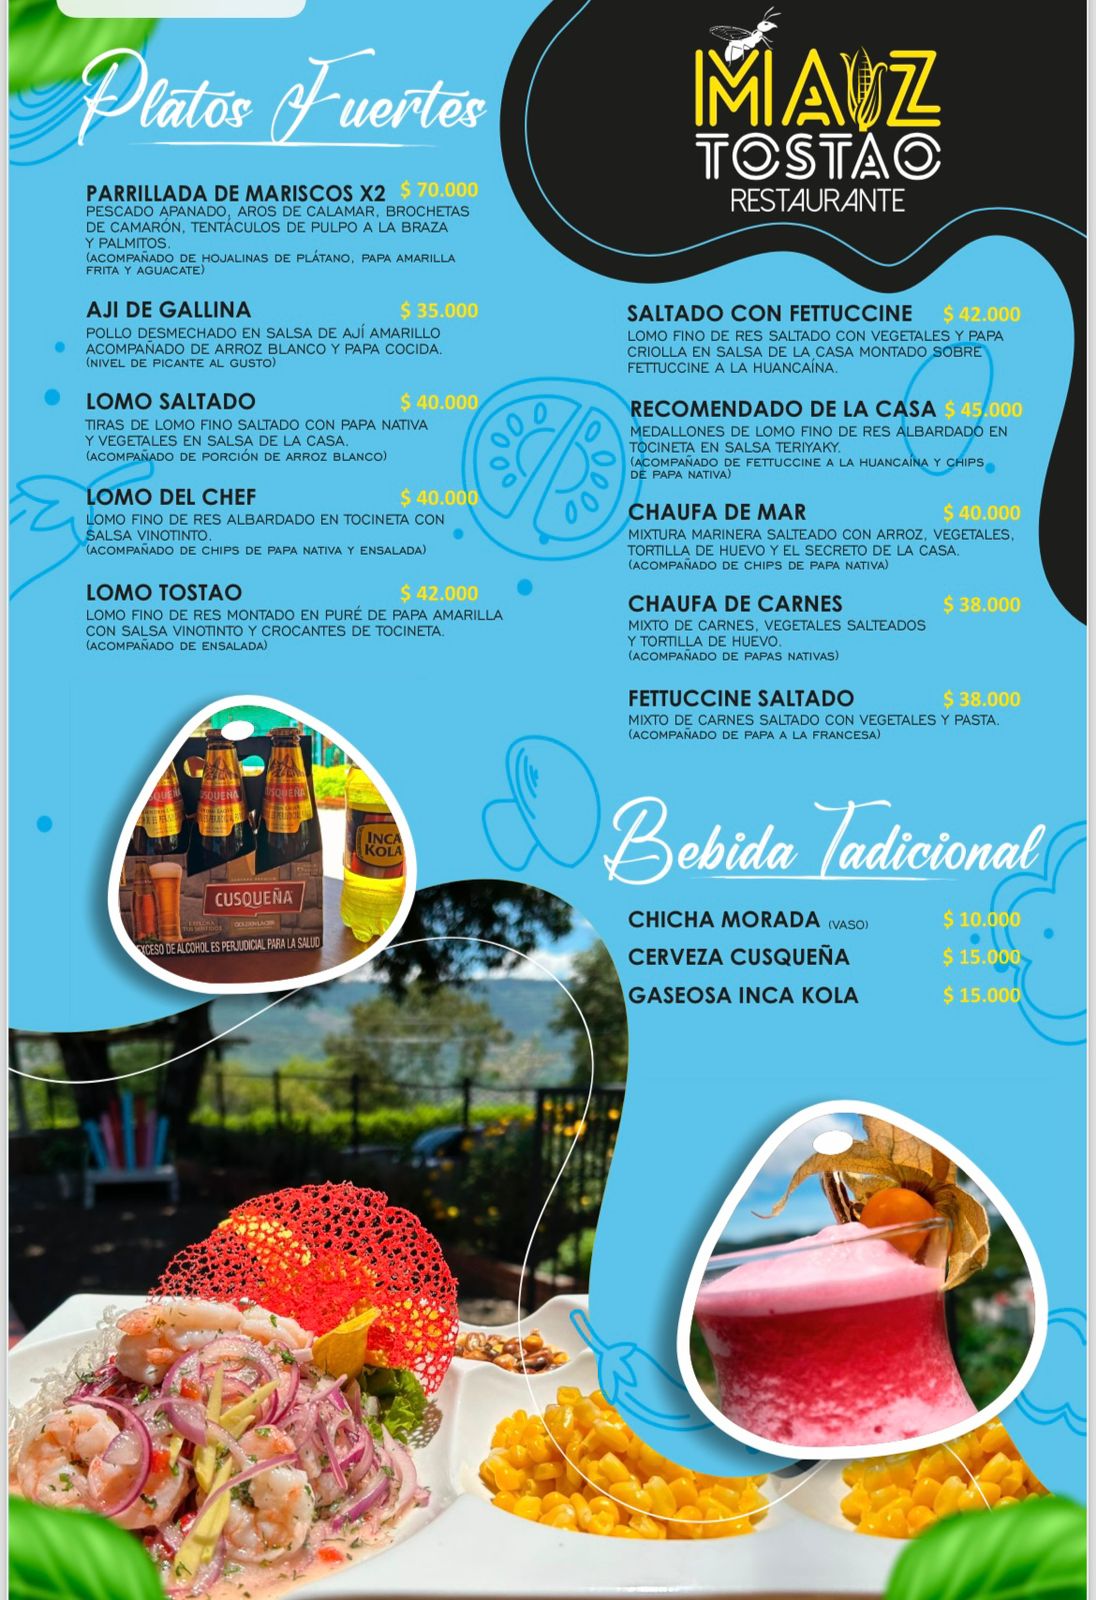 Platos Fuertes
MAIZ
TOSTAO
RESTAURANTE
PARRILLADA DE MARISCOS X2 $ 70.000
PESCADO APANADO, AROS DE CALAMAR, BROCHETAS
DE CAMARÓN, TENTÁCULOS DE PULPO A LA BRAZA
Y PALMITOS.
(ACOMPAÑADO DE HOJALINAS DE PLÁTANO, PAPA AMARILLA
FRITA Y AGUACATE)
AJI DE GALLINA $ 35.000
POLLO DESMECHADO EN SALSA DE AJÍ AMARILLO
ACOMPAÑADO DE ARROZ BLANCO Y PAPA COCIDA.
(NIVEL DE PICANTE AL GUSTO)
LOMO SALTADO $ 40.000
TIRAS DE LOMO FINO SALTADO CON PAPA NATIVA
Y VEGETALES EN SALSA DE LA CASA.
(ACOMPAÑADO DE PORCIÓN DE ARROZ BLANCO)
LOMO DEL CHEF $ 40.000
LOMO FINO DE RES ALBARDADO EN TOCINETA CON
SALSA VINOTINTO.
(ACOMPAÑADO DE CHIPS DE PAPA NATIVA Y ENSALADA)
LOMO TOSTAO $ 42.000
LOMO FINO DE RES MONTADO EN PURÉ DE PAPA AMARILLA
CON SALSA VINOTINTO Y CROCANTES DE TOCINETA.
(ACOMPAÑADO DE ENSALADA)
SALTADO CON FETTUCCINE $ 42.000
LOMO FINO DE RES SALTADO CON VEGETALES Y PAPA
CRIOLLA EN SALSA DE LA CASA MONTADO SOBRE
FETTUCCINE A LA HUANCAÍNA.
RECOMENDADO DE LA CASA $ 45.000
MEDALLONES DE LOMO FINO DE RES ALBARDADO EN
TOCINETA EN SALSA TERIYAKY.
(ACOMPAÑADO DE FETTUCCINE A LA HUANCAÍNA Y CHIPS
DE PAPA NATIVA)
CHAUFA DE MAR $ 40.000
MIXTURA MARINERA SALTEADO CON ARROZ, VEGETALES,
TORTILLA DE HUEVO Y EL SECRETO DE LA CASA.
(ACOMPAÑADO DE CHIPS DE PAPA NATIVA)
CHAUFA DE CARNES $ 38.000
MIXTO DE CARNES, VEGETALES SALTEADOS
Y TORTILLA DE HUEVO.
(ACOMPAÑADO DE PAPAS NATIVAS)
FETTUCCINE SALTADO $ 38.000
MIXTO DE CARNES SALTADO CON VEGETALES Y PASTA.
(ACOMPAÑADO DE PAPA A LA FRANCESA)
CUSQUEÑA
INCA
KOLA
CUSQUEÑA
EXCESO DE ALCOHOL ES PERJUDICIAL PARA LA SALUD
Bebida Tadicional
CHICHA MORADA (VASO) $ 10.000
CERVEZA CUSQUEÑA $ 15.000
GASEOSA INCA KOLA $ 15.000